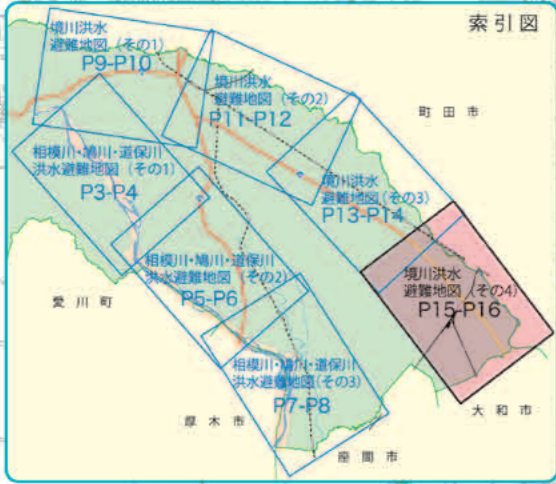 索引図
境川洪水
避難地図 (その1)
P9-P10
境川洪水
避難地図 (その2)
P11-P12
町田市
相模川・鳩川・道保川
洪水避難地図 (その1)
P3-P4
境川洪水
避難地図 (その3)
P13-P14
相模川・鳩川・道保川
洪水避難地図 (その2)
P5-P6
境川洪水
避難地図 (その4)
P15-P16
愛川町
相模川・鳩川・道保川
洪水避難地図(その3)
P7-P8
厚木市
大和市
座間市